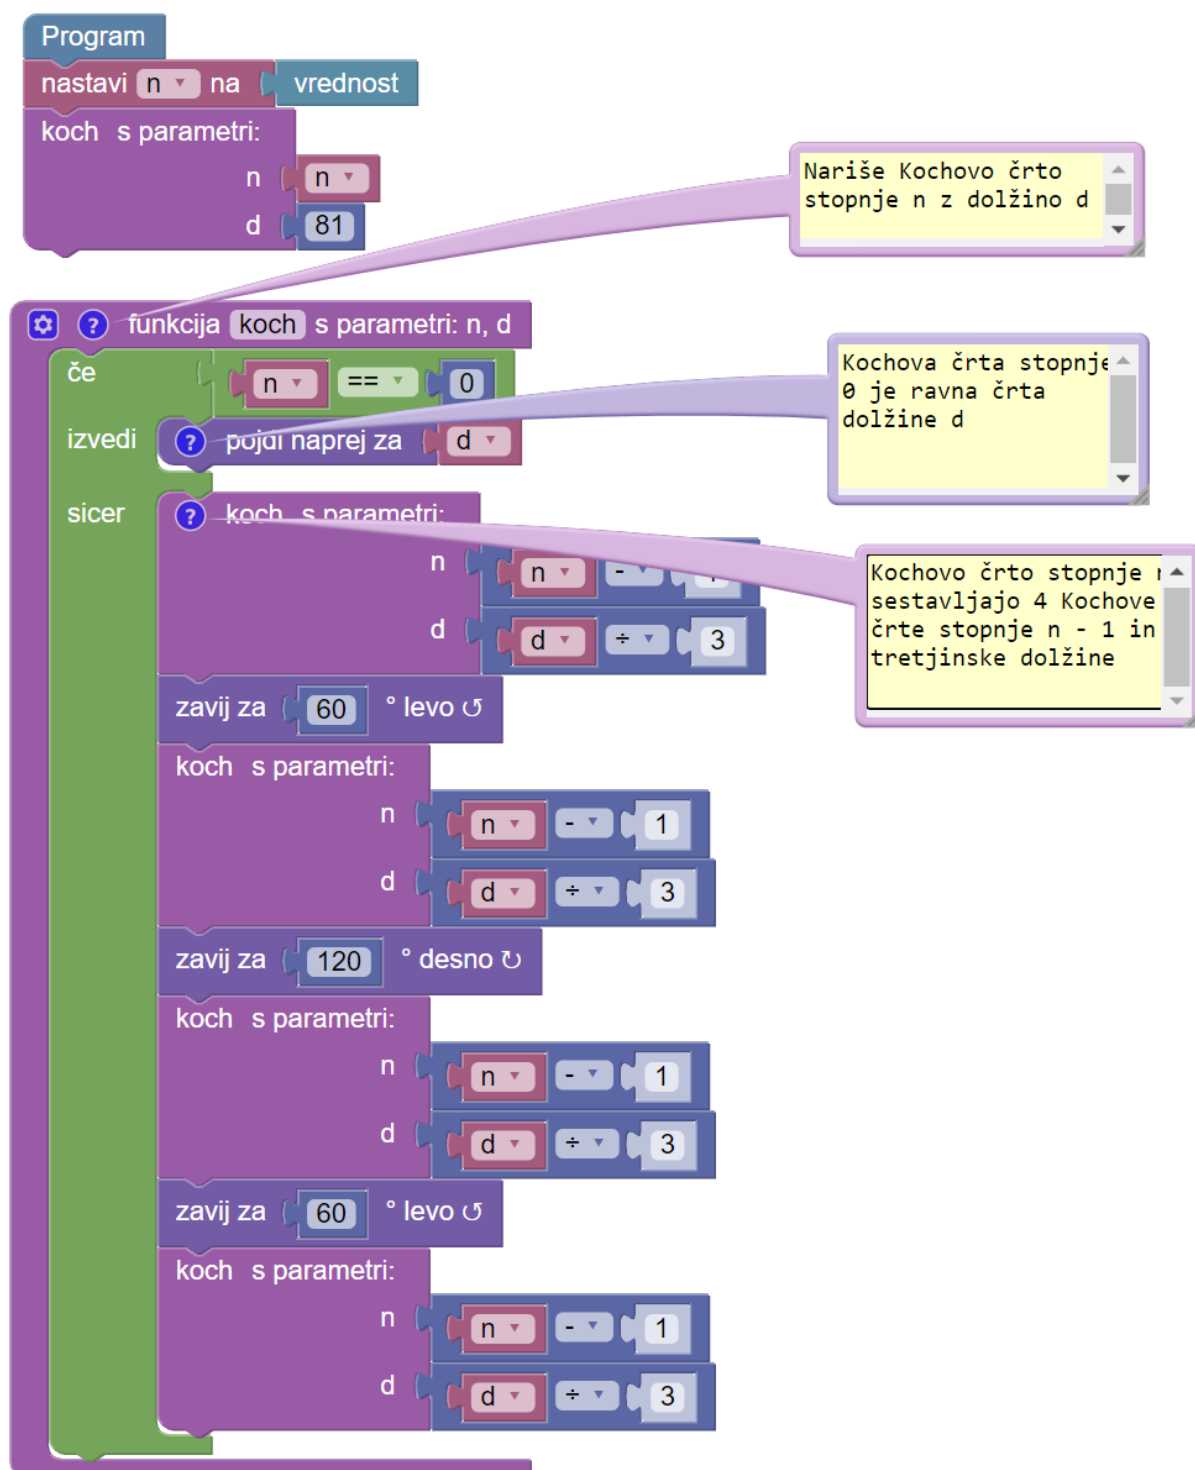 Program
nastavi n na vrednost
koch s parametri:
n n
d 81
Nariše Kochovo črto
stopnje n z dolžino d
funkcija koch s parametri: n, d
če n == 0
Kochova črta stopnje
0 je ravna črta
dolžine d
izvedi pojdi naprej za d
sicer koch s parametri:
n n -
d d ÷ 3
Kochovo črto stopnje
sestavljajo 4 Kochove
črte stopnje n - 1 in
tretjinske dolžine
zavij za 60 ° levo ↺
koch s parametri:
n n - 1
d d ÷ 3
zavij za 120 ° desno ↻
koch s parametri:
n n - 1
d d ÷ 3
zavij za 60 ° levo ↺
koch s parametri:
n n - 1
d d ÷ 3